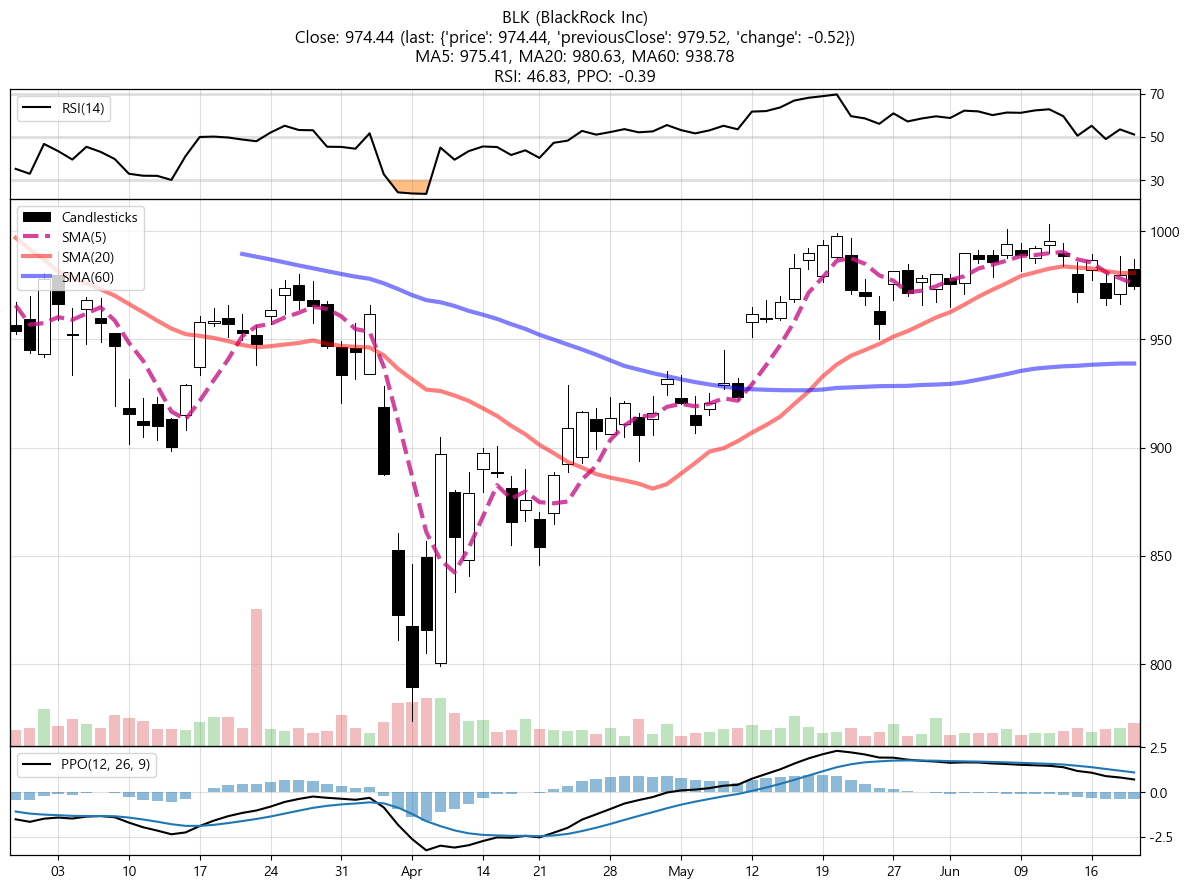 BLK (BlackRock Inc)
Close: 974.44 (last: {'price': 974.44, 'previousClose': 979.52, 'change': -0.52})
MA5: 975.41, MA20: 980.63, MA60: 938.78
RSI: 46.83, PPO: -0.39
RSI(14)
70
50
30
Candlesticks
SMA(5)
SMA(20)
SMA(60)
1000
950
900
850
800
PPO(12, 26, 9)
2.5
0.0
-2.5
03 10 17 24 31 Apr 14 21 28 May 12 19 27 Jun 09 16